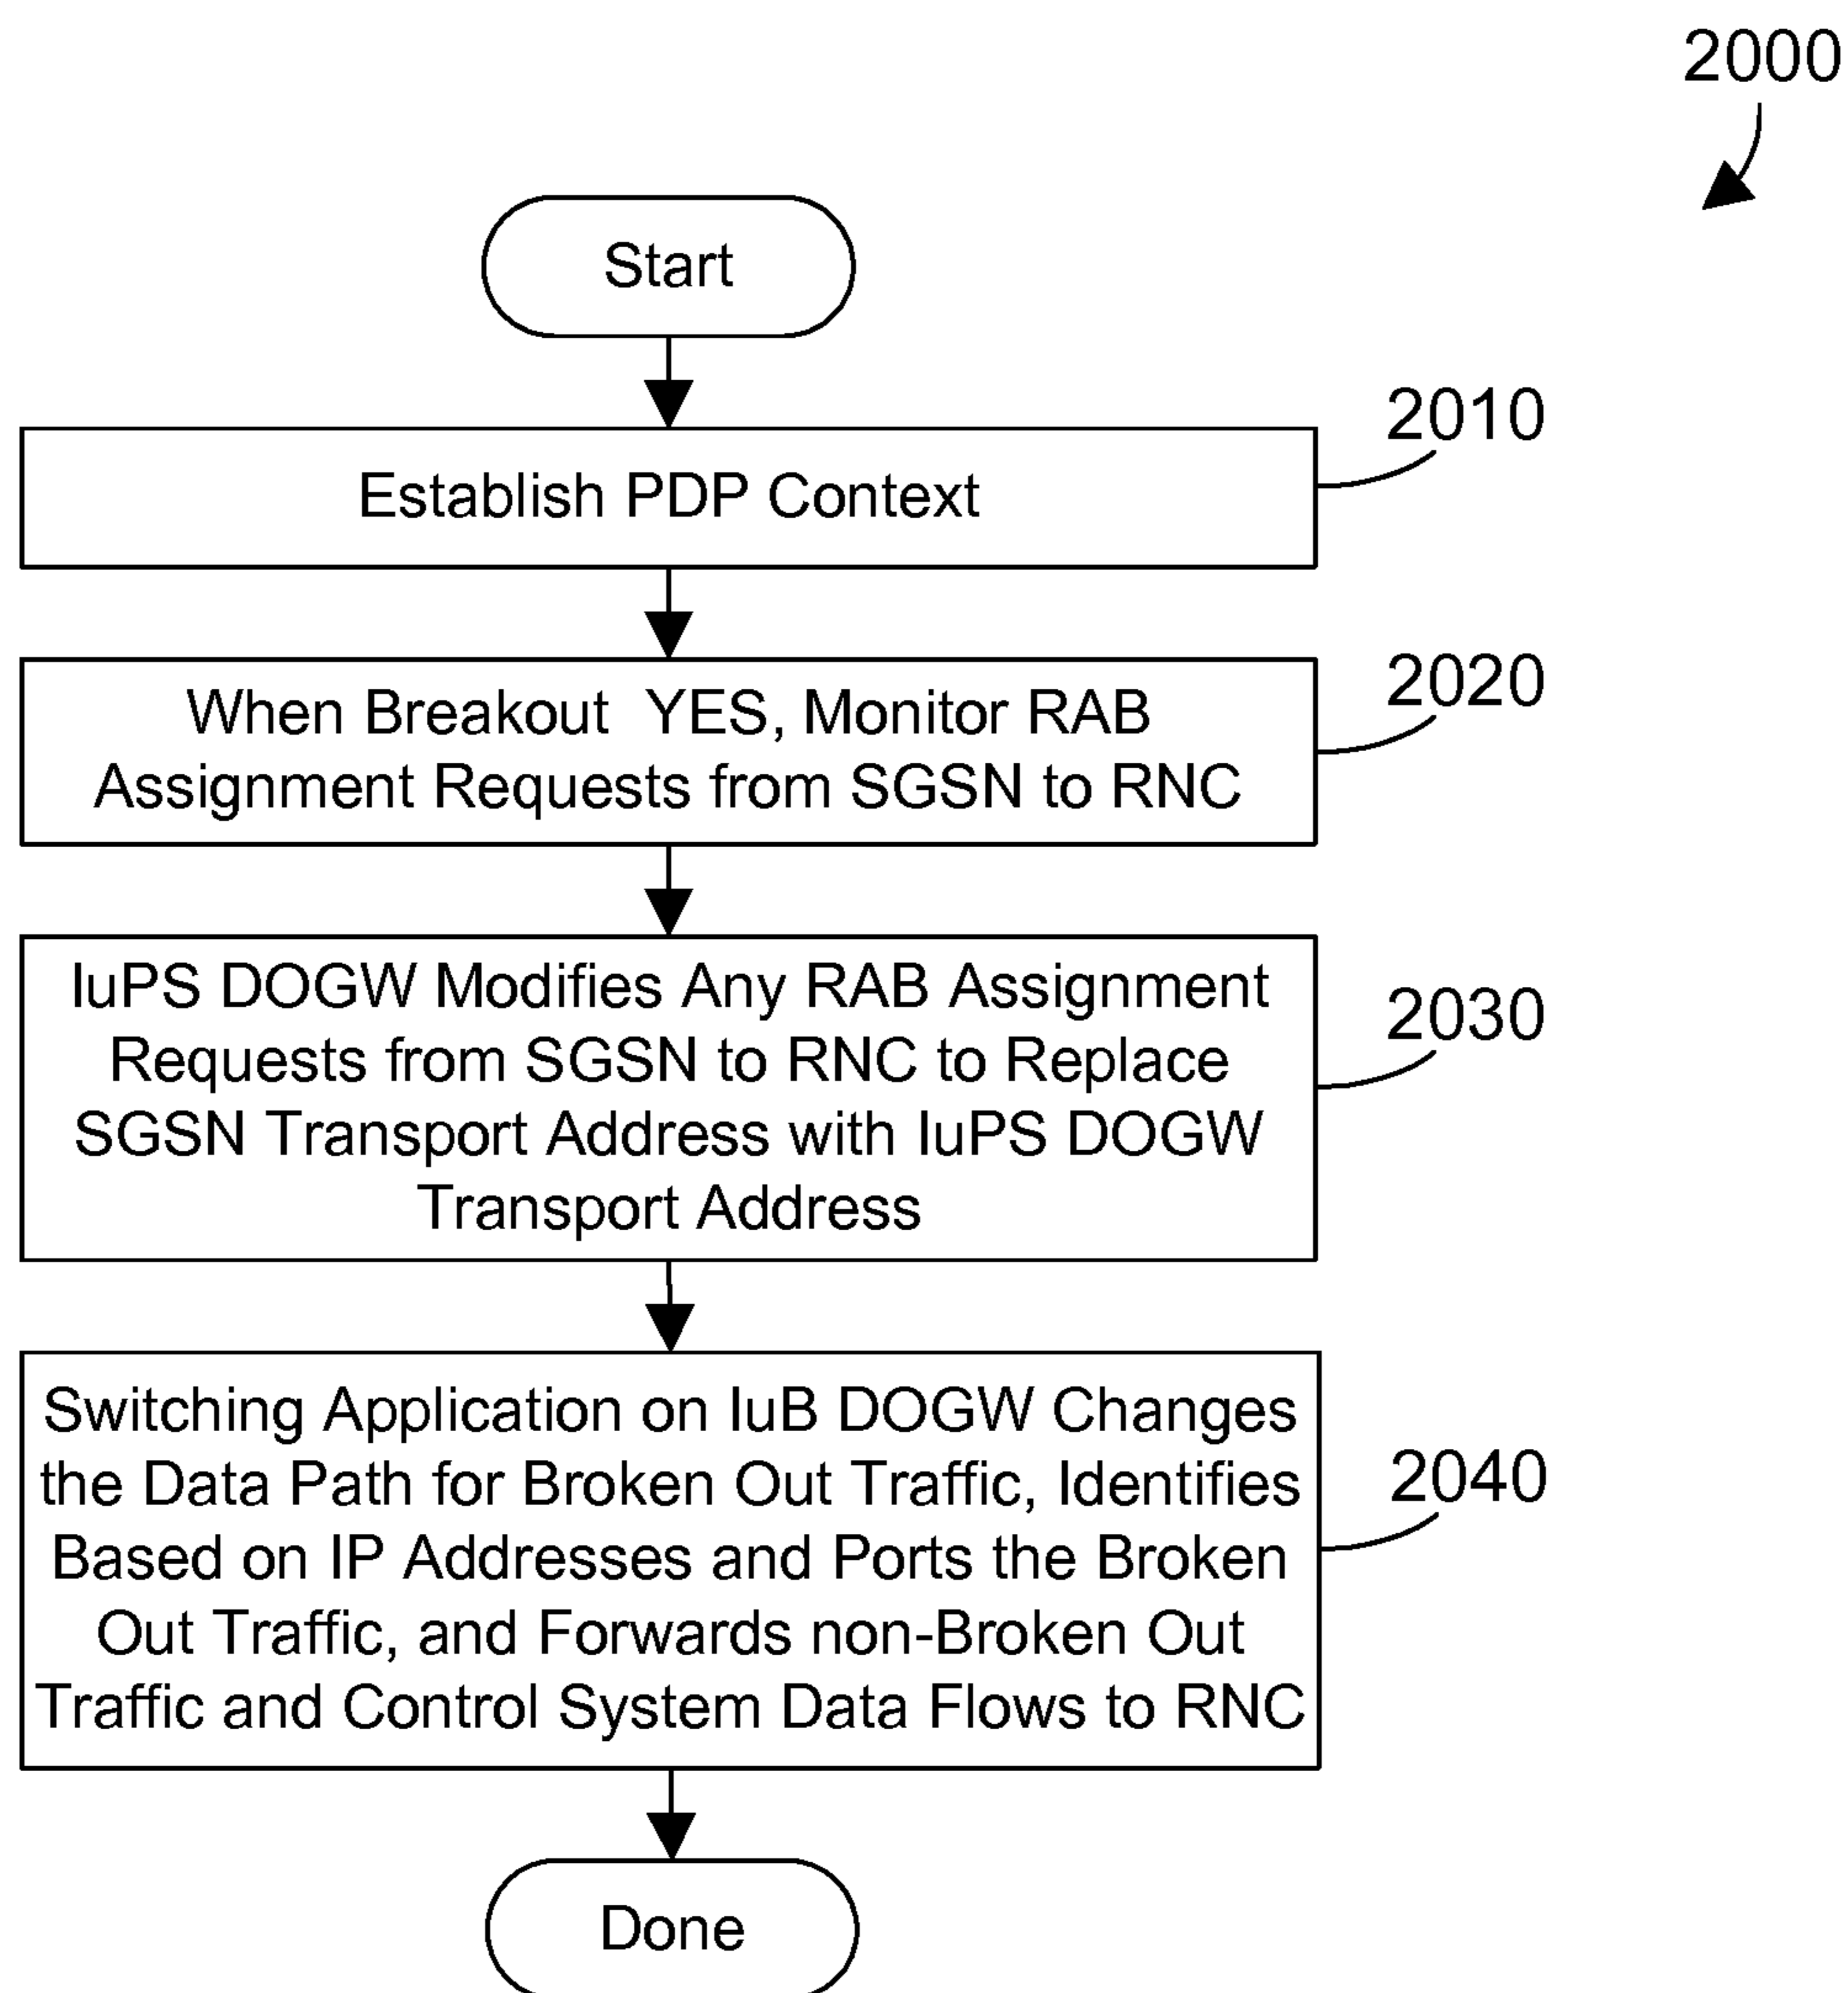 2000
Start
2010
Establish PDP Context
2020
When Breakout YES, Monitor RAB
Assignment Requests from SGSN to RNC
IuPS DOGW Modifies Any RAB Assignment
2030
Requests from SGSN to RNC to Replace
SGSN Transport Address with IuPS DOGW
Transport Address
Switching Application on IuB DOGW Changes
the Data Path for Broken Out Traffic, Identifies
2040
Based on IP Addresses and Ports the Broken
Out Traffic, and Forwards non-Broken Out
Traffic and Control System Data Flows to RNC
Done